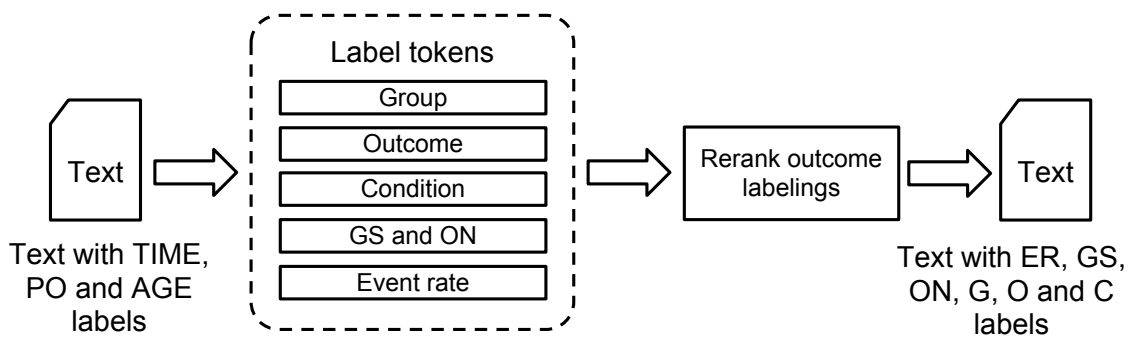 Text
Text with TIME,
PO and AGE
labels
Label tokens
Group
Outcome
Condition
GS and ON
Event rate
Rerank outcome
labelings
Text
Text with ER, GS,
ON, G, O and C
labels